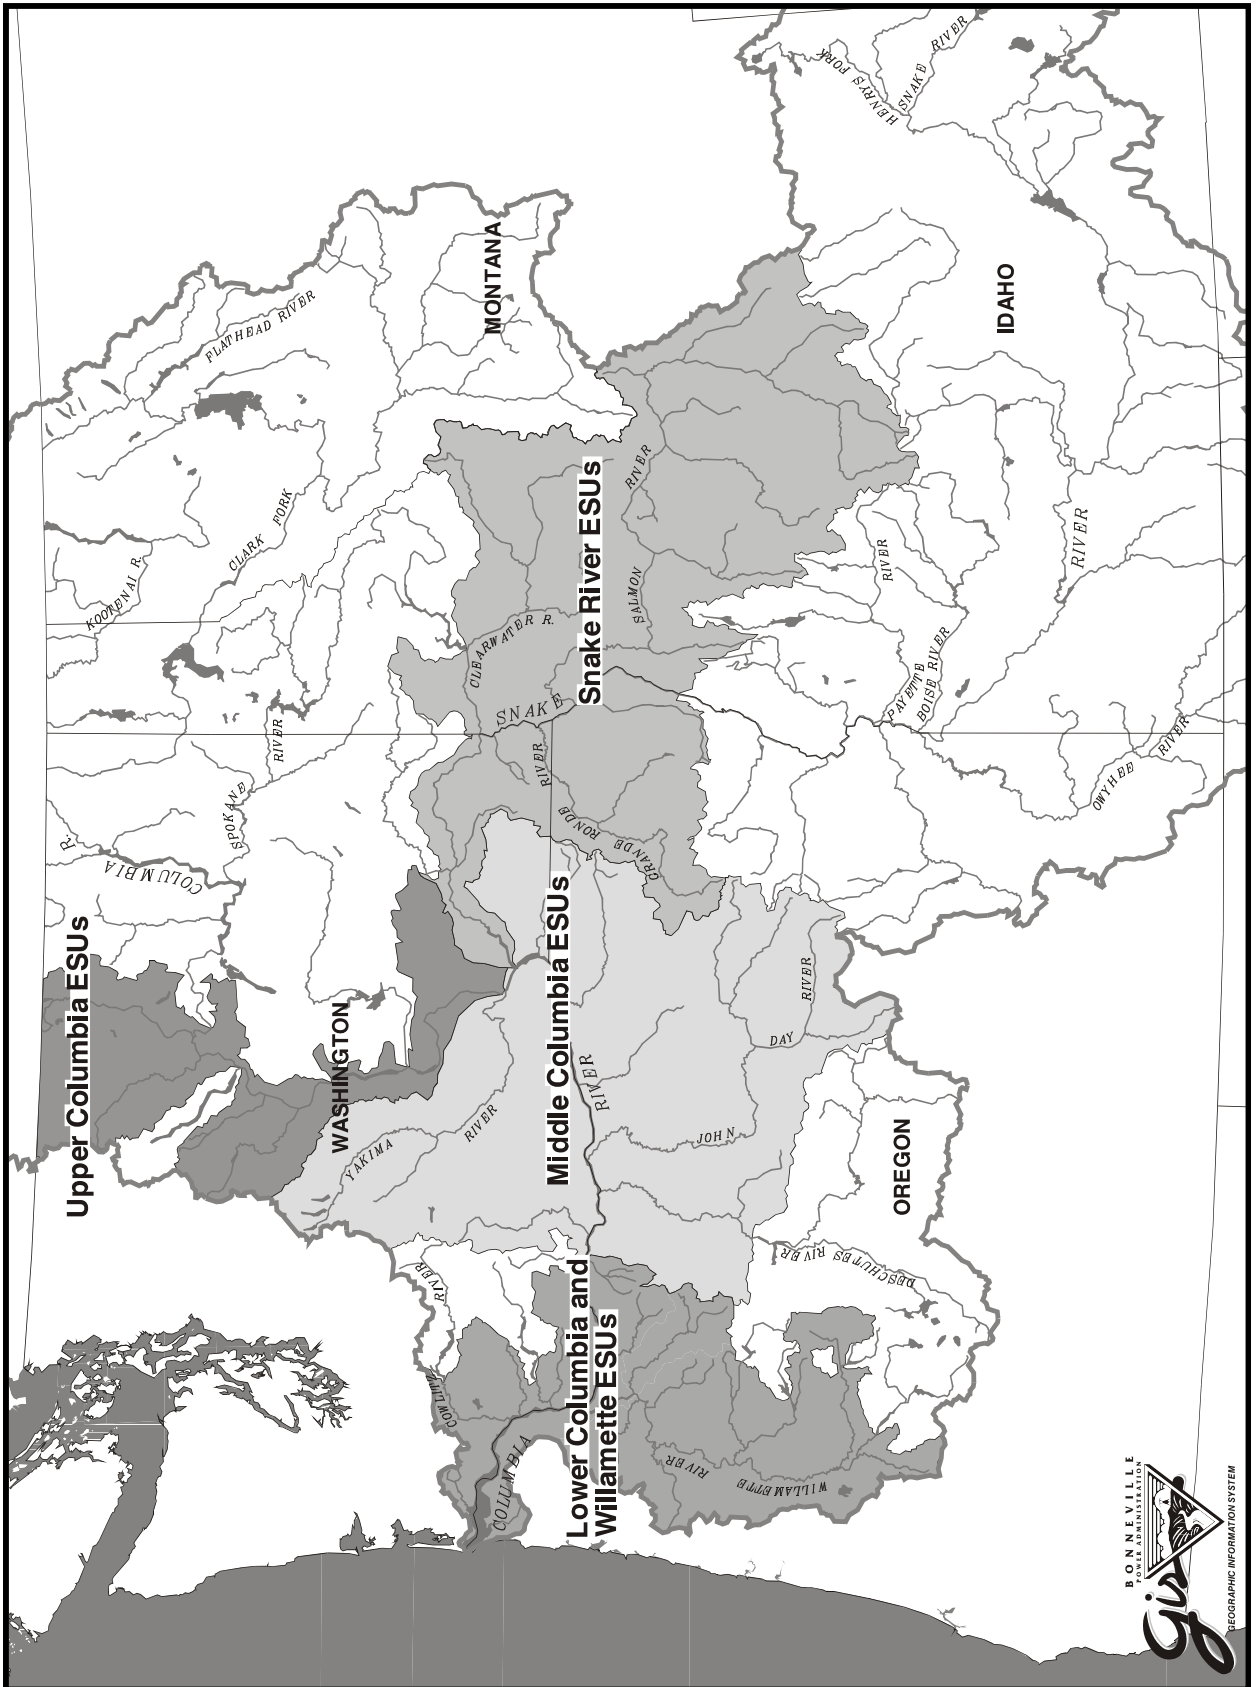 Upper Columbia ESUs
WASHINGTON
Middle Columbia ESUs
Snake River ESUs
Lower Columbia and
Willamette ESUs
MONTANA
IDAHO
OREGON
FLATHEAD RIVER
CLARK FORK
KOOTENAI R.
SPOKANE RIVER
COLUMBIA R.
CLEARWATER R.
SNAKE
RIVER
SALMON RIVER
GRANDE RONDE
RIVER
YAKIMA RIVER
RIVER
JOHN DAY RIVER
DESCHUTES RIVER
COWLITZ
RIVER
COLUMBIA
WILLAMETTE RIVER
HENRYS FORK
SNAKE RIVER
RIVER
PAYETTE
RIVER
BOISE RIVER
OWYHEE RIVER
BONNEVILLE
POWER ADMINISTRATION
gis
GEOGRAPHIC INFORMATION SYSTEM